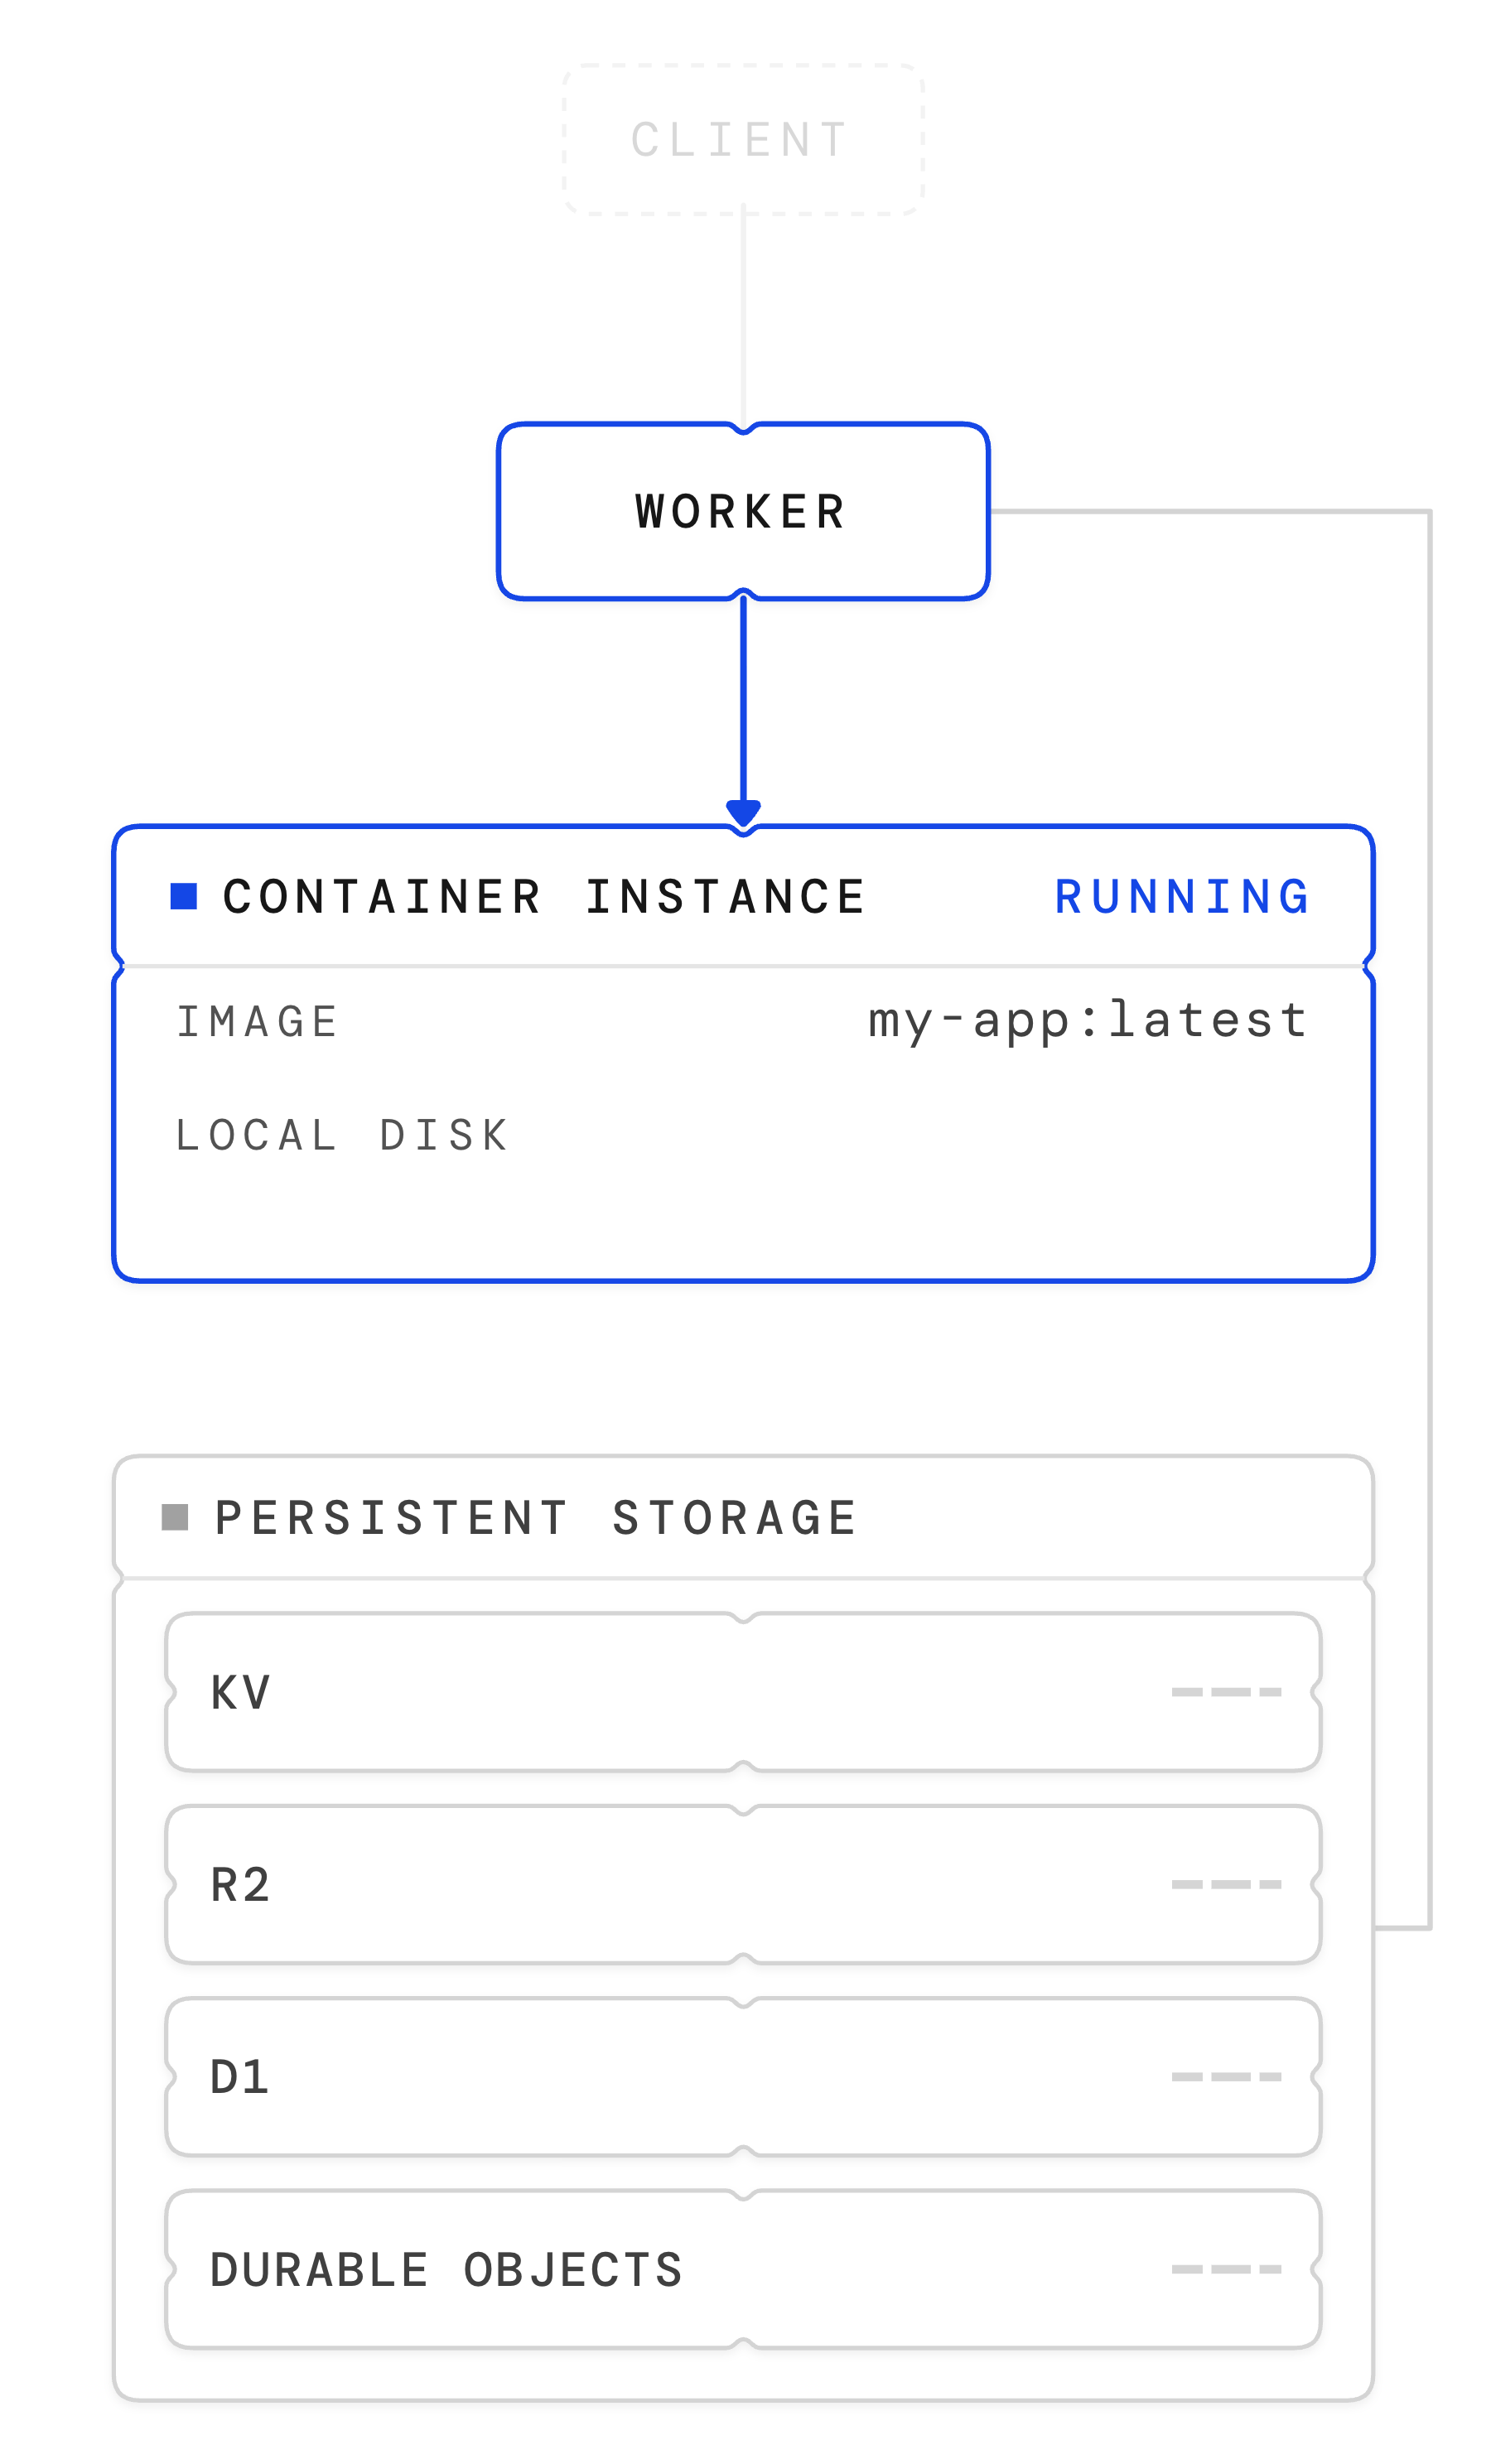 CLIENT
WORKER
CONTAINER INSTANCE RUNNING
IMAGE my-app:latest
LOCAL DISK
PERSISTENT STORAGE
KV
R2
D1
DURABLE OBJECTS